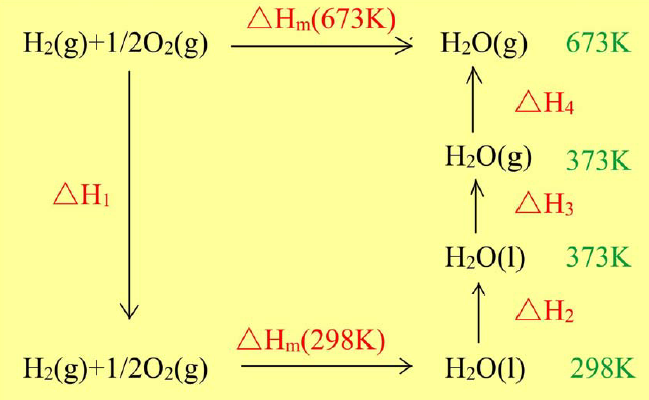 △Hm(673K)
H2(g)+1/2O2(g) H2O(g) 673K
△H4
H2O(g) 373K
△H1 △H3
H2O(l) 373K
△H2
△Hm(298K)
H2(g)+1/2O2(g) H2O(l) 298K